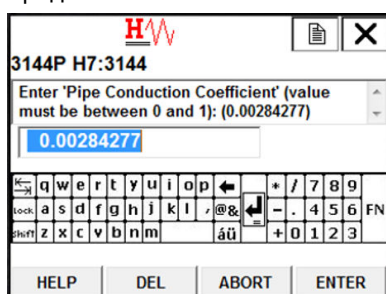 H
3144P H7:3144
Enter 'Pipe Conduction Coefficient' (value
must be between 0 and 1): (0.00284277)
0.00284277
q w e r t y u i o p * / 7 8 9
Lock a s d f g h j k l , @& - . 4 5 6 FN
Shift z x c v b n m áü + 0 1 2 3
HELP DEL ABORT ENTER